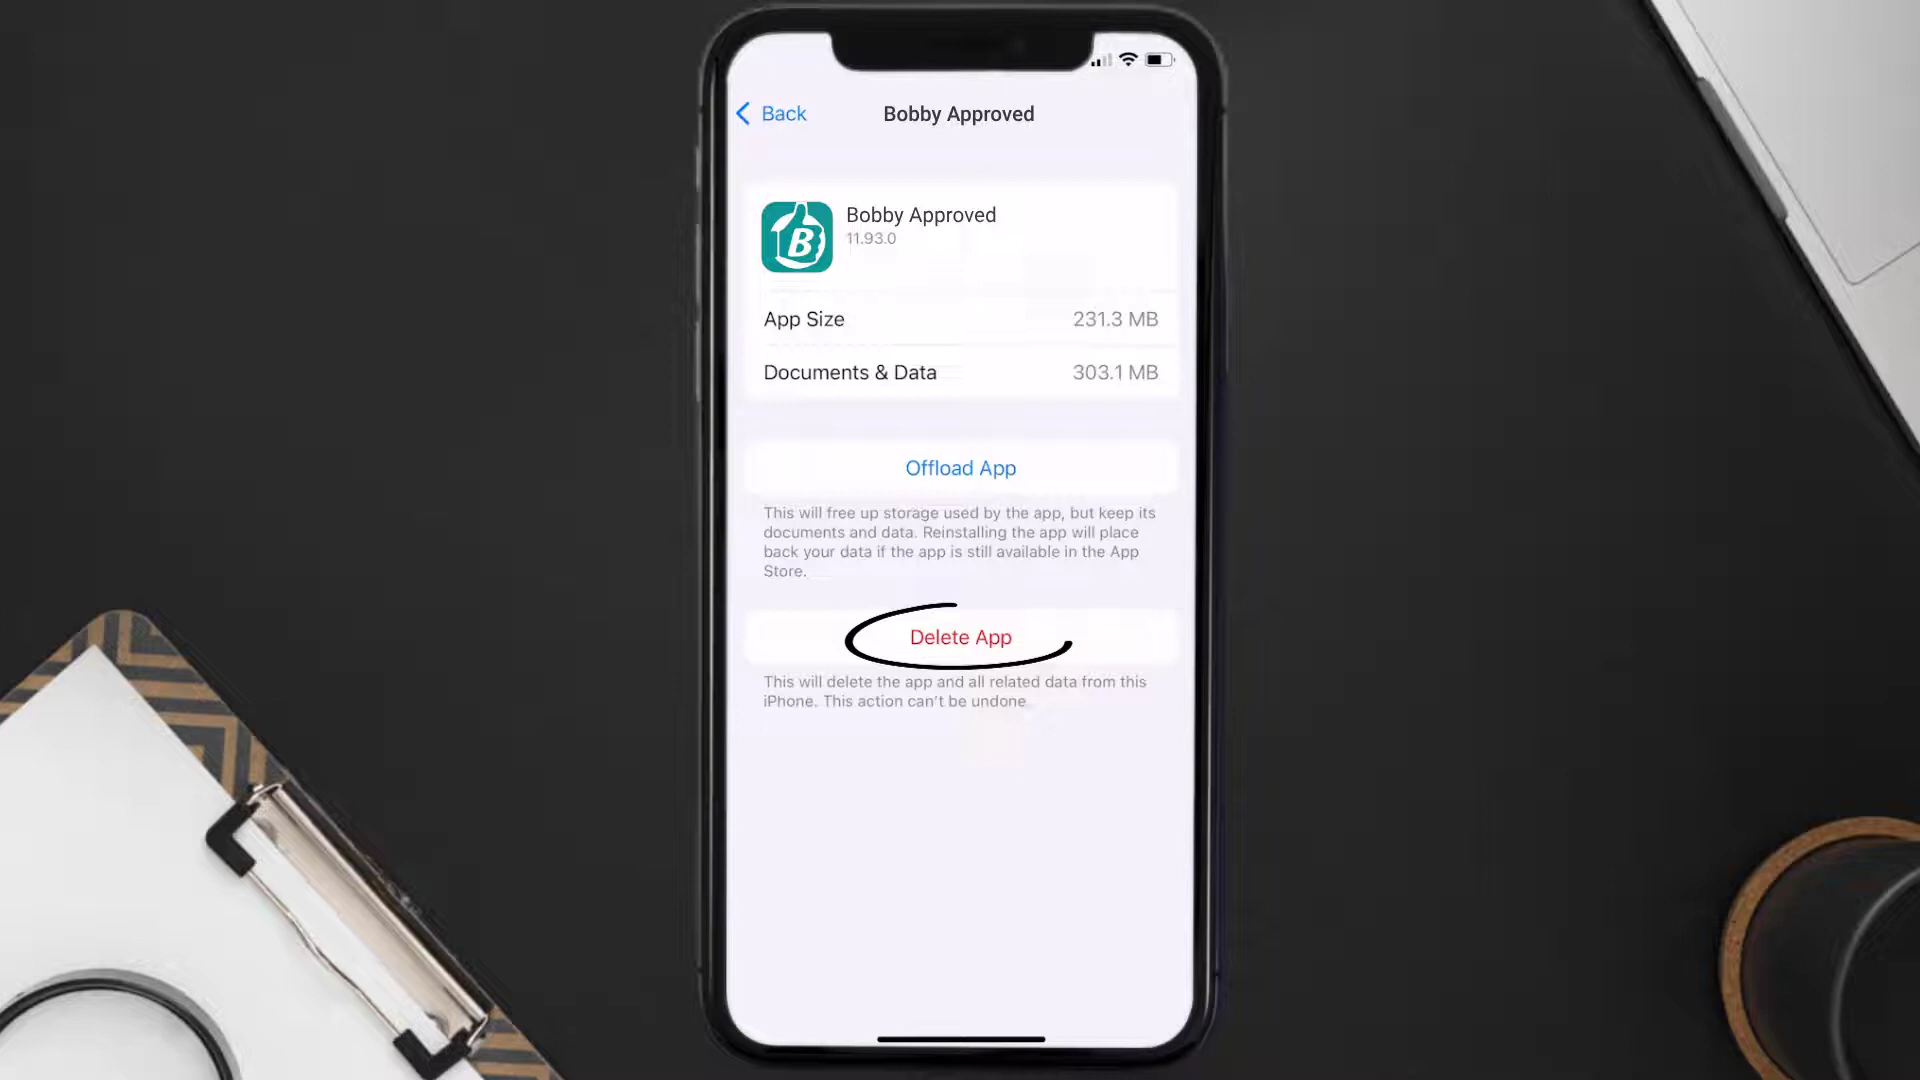 Back
Bobby Approved
B
Bobby Approved
11.93.0
App Size
231.3 MB
Documents & Data
303.1 MB
Offload App
This will free up storage used by the app, but keep its
documents and data. Reinstalling the app will place
back your data if the app is still available in the App
Store.
Delete App
This will delete the app and all related data from this
iPhone. This action can't be undone